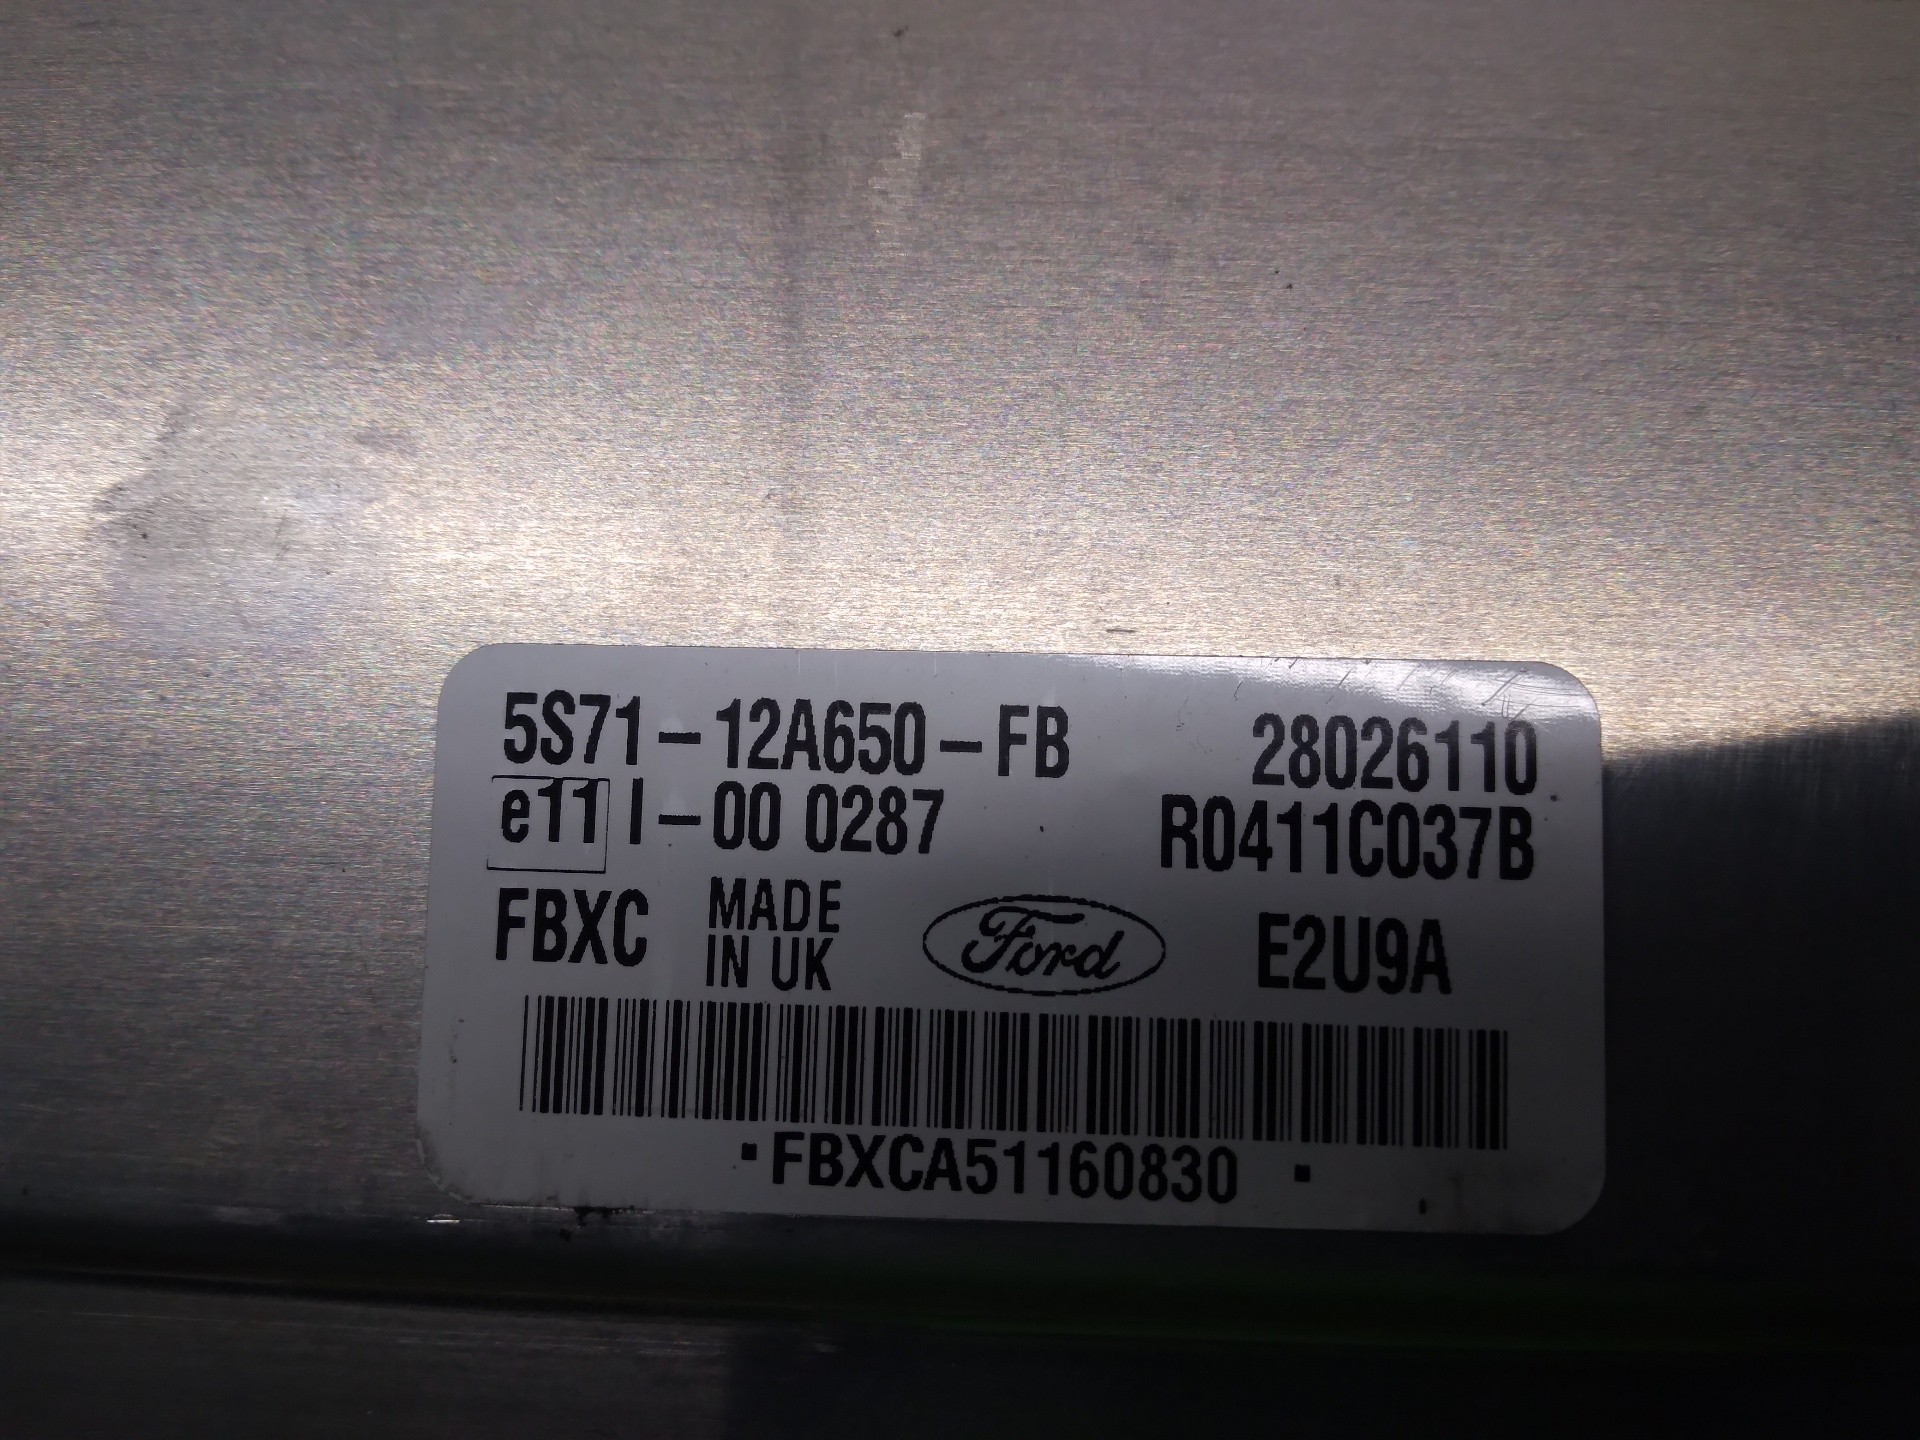 5S71-12A650-FB 28026110
e11 I-00 0287 R0411C037B
FBXC MADE IN UK Ford E2U9A
FBXCA51160830